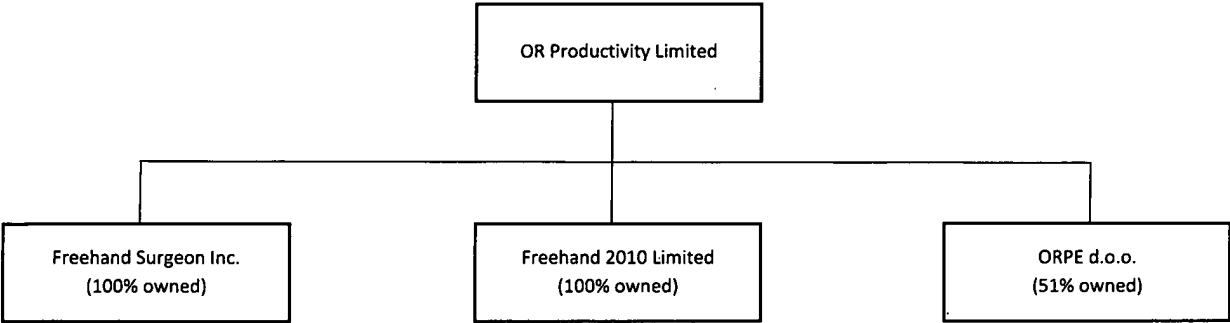 OR Productivity Limited
Freehand Surgeon Inc.
(100% owned)
Freehand 2010 Limited
(100% owned)
ORPE d.o.o.
(51% owned)